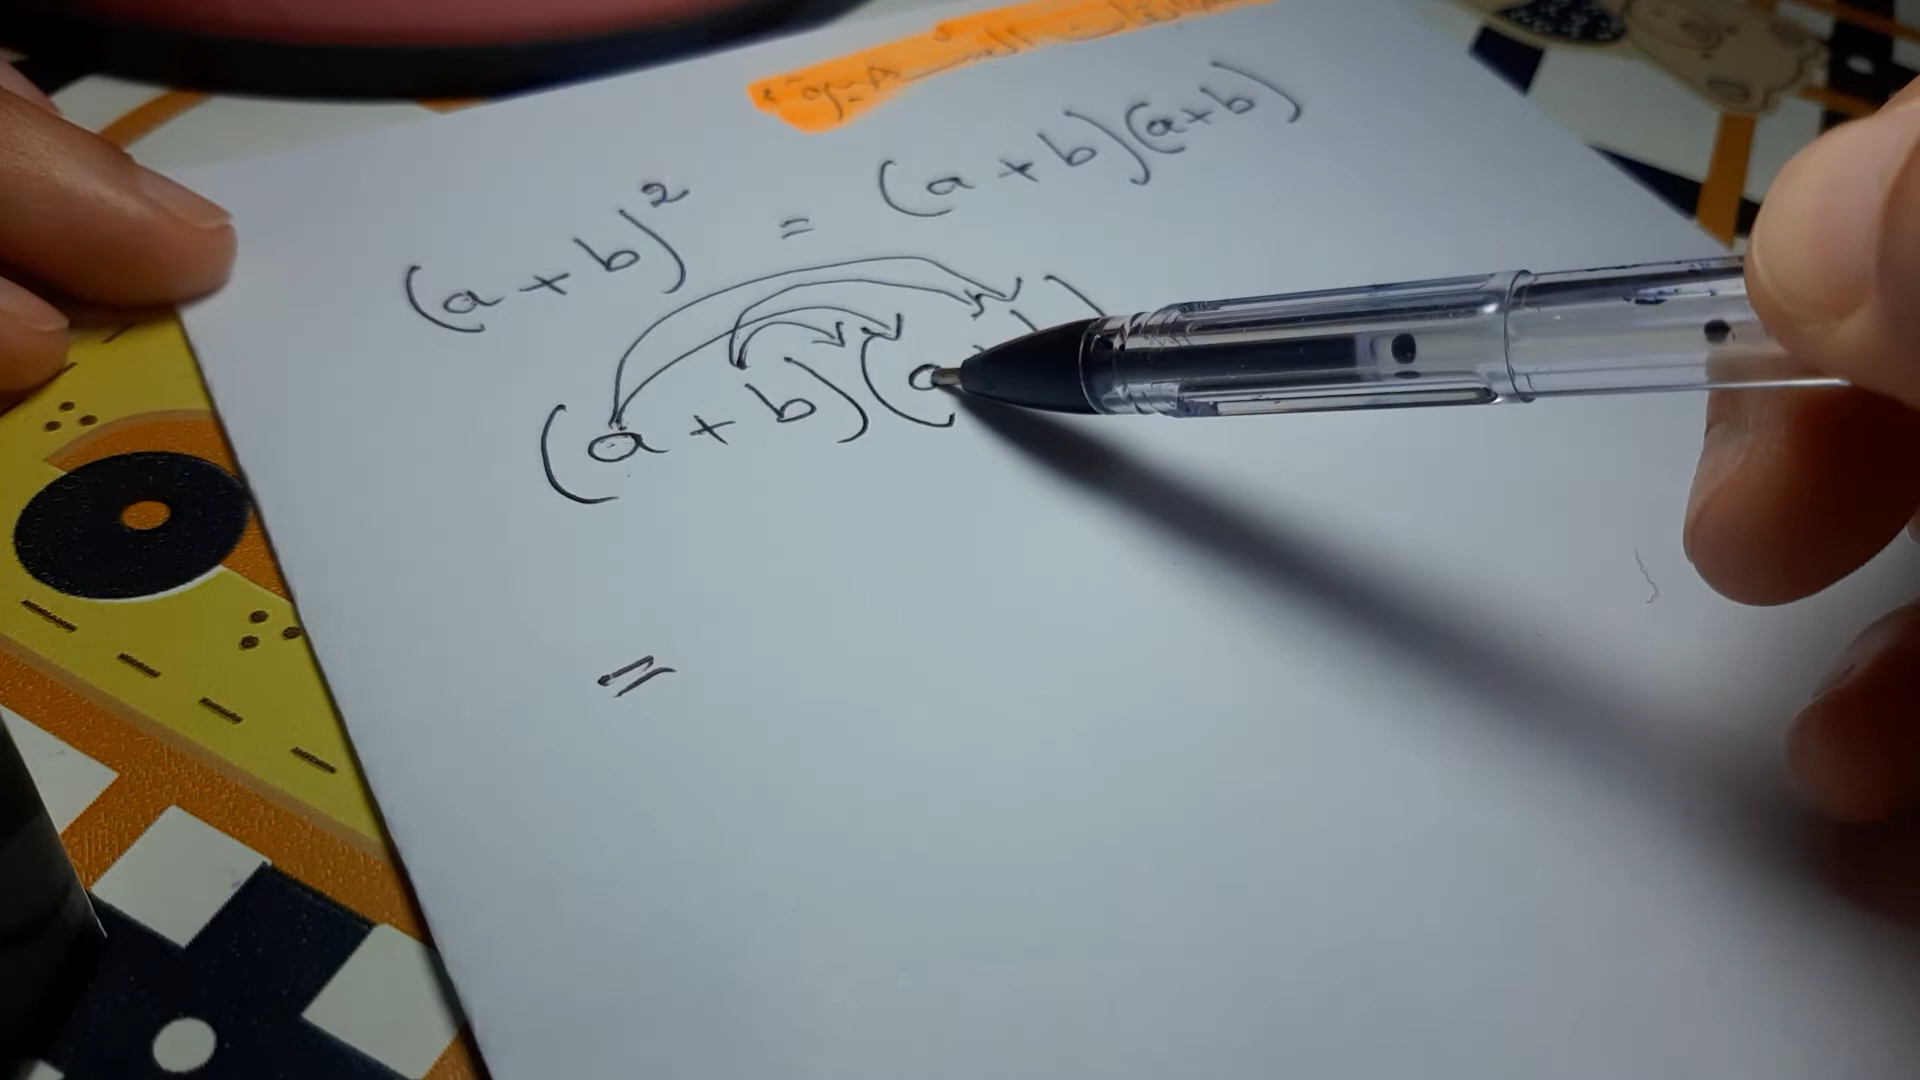 (a+b)² = (a+b)(a+b)
(a+b)(
=